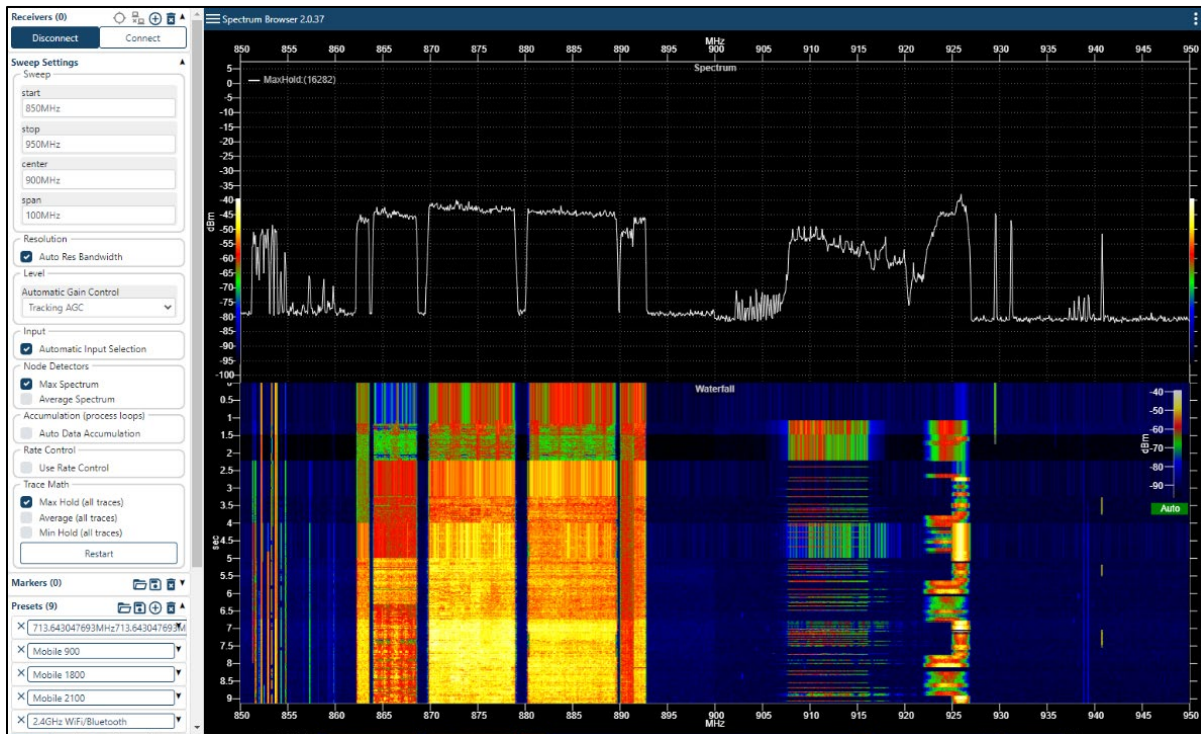 Receivers (0)
Disconnect
Connect
Sweep Settings
Sweep
start
850MHz
stop
950MHz
center
900MHz
span
100MHz
Resolution
Auto Res Bandwidth
Level
Automatic Gain Control
Tracking AGC
Input
Automatic Input Selection
Node Detectors
Max Spectrum
Average Spectrum
Accumulation (process loops)
Auto Data Accumulation
Rate Control
Use Rate Control
Trace Math
Max Hold (all traces)
Average (all traces)
Min Hold (all traces)
Restart
Markers (0)
Presets (9)
713.643047693MHz713.643047693M
Mobile 900
Mobile 1800
Mobile 2100
2.4GHz WiFi/Bluetooth
Spectrum Browser 2.0.37
MHz
850 855 860 865 870 875 880 885 890 895 900 905 910 915 920 925 930 935 940 945 950
Spectrum
MaxHold:(16282)
5
0
-5
-10
-15
-20
-25
-30
-35
-40
-45
-50
-55
-60
-65
-70
-75
-80
-85
-90
-95
-100
dBm
Waterfall
0
0.5
1
1.5
2
2.5
3
3.5
4
4.5
5
5.5
6
6.5
7
7.5
8
8.5
9
sec
-40
-50
-60
-70
-80
-90
dBm
Auto
850 855 860 865 870 875 880 885 890 895 900 905 910 915 920 925 930 935 940 945 950
MHz